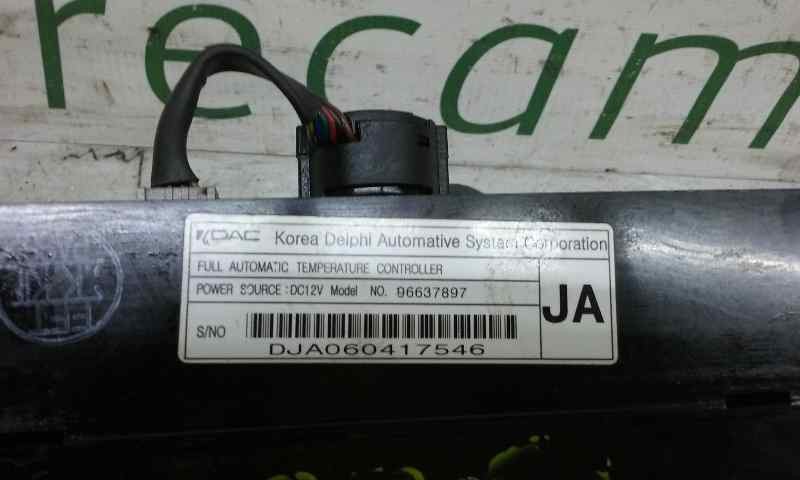 recam
KDAC Korea Delphi Automative System Corporation
FULL AUTOMATIC TEMPERATURE CONTROLLER
POWER SOURCE : DC12V Model NO. 96637897
JA
S/NO
DJA060417546